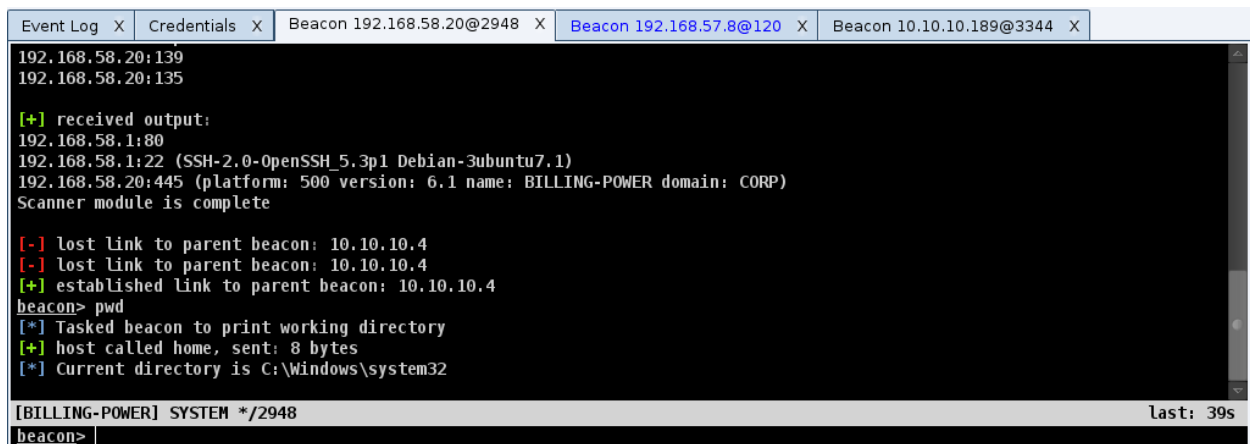 Event Log X Credentials X Beacon 192.168.58.20@2948 X Beacon 192.168.57.8@120 X Beacon 10.10.10.189@3344 X
192.168.58.20:139
192.168.58.20:135
[+] received output:
192.168.58.1:80
192.168.58.1:22 (SSH-2.0-OpenSSH_5.3p1 Debian-3ubuntu7.1)
192.168.58.20:445 (platform: 500 version: 6.1 name: BILLING-POWER domain: CORP)
Scanner module is complete
[-] lost link to parent beacon: 10.10.10.4
[-] lost link to parent beacon: 10.10.10.4
[+] established link to parent beacon: 10.10.10.4
beacon> pwd
[*] Tasked beacon to print working directory
[+] host called home, sent: 8 bytes
[*] Current directory is C:\Windows\system32
[BILLING-POWER] SYSTEM */2948 last: 39s
beacon>